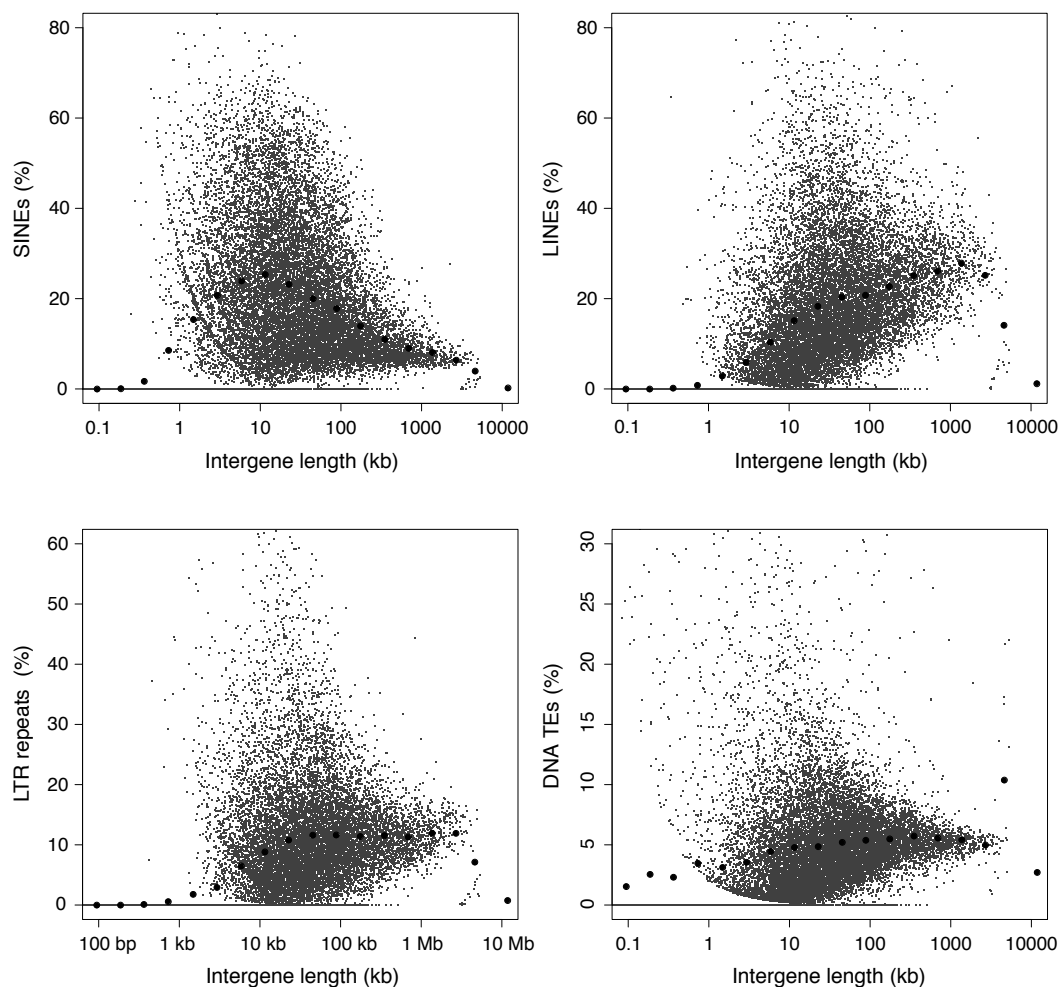 80
60
40
20
0
SINEs (%)
0.1 1 10 100 1000 10000
Intergene length (kb)
80
60
40
20
0
LINEs (%)
0.1 1 10 100 1000 10000
Intergene length (kb)
60
50
40
30
20
10
0
LTR repeats (%)
100 bp 1 kb 10 kb 100 kb 1 Mb 10 Mb
Intergene length (kb)
30
25
20
15
10
5
0
DNA TEs (%)
0.1 1 10 100 1000 10000
Intergene length (kb)